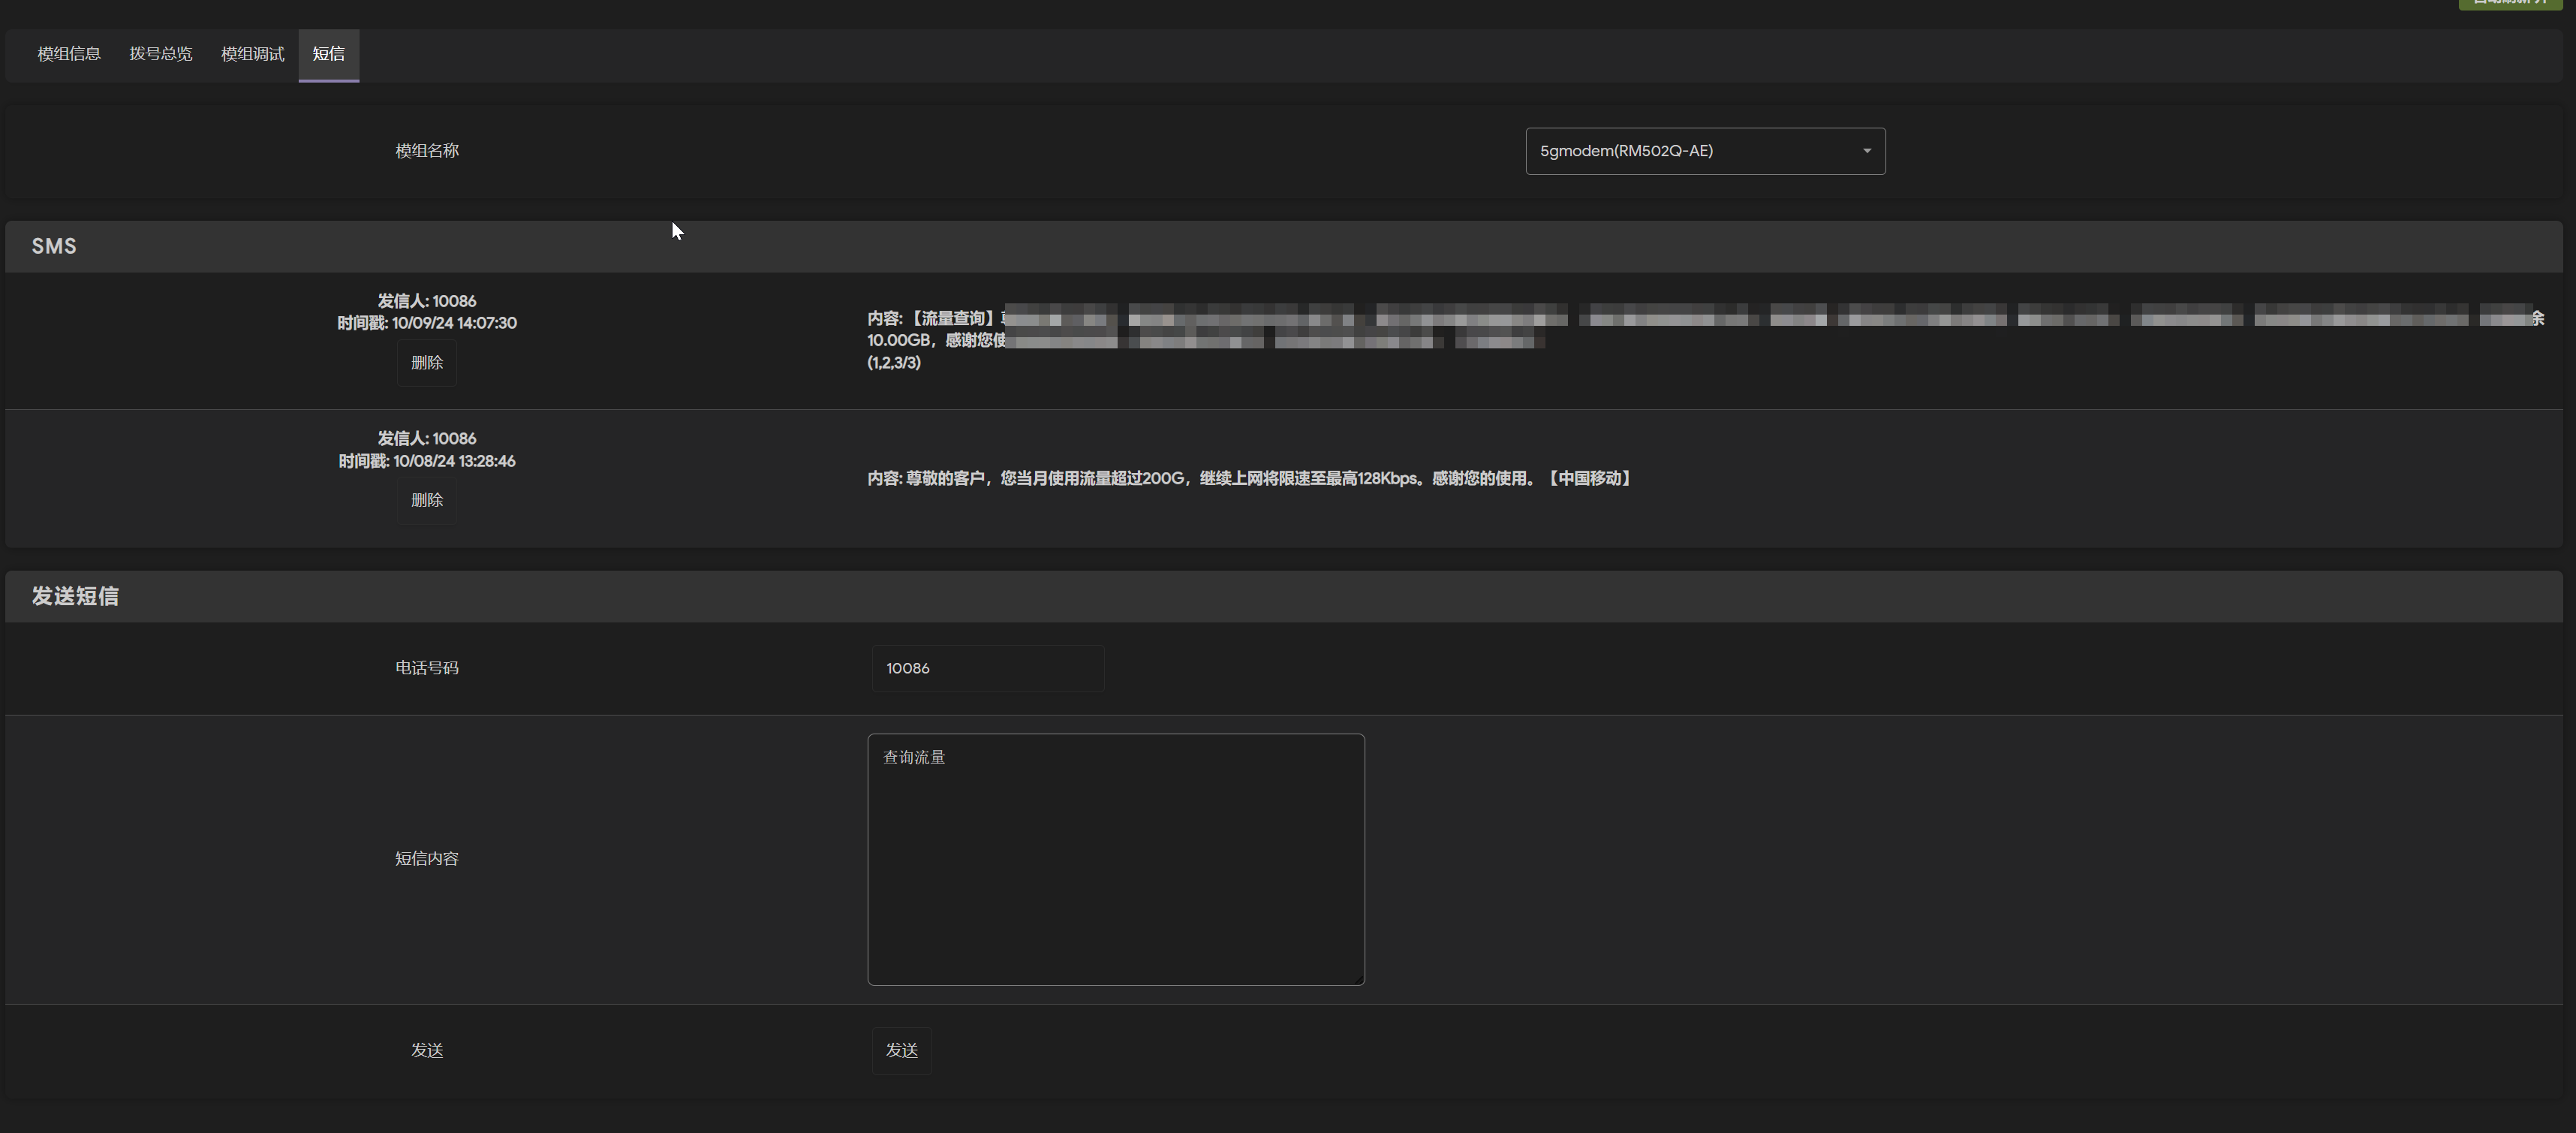 模组信息 拨号总览 模组调试 短信
模组名称 5gmodem(RM502Q-AE)
SMS
发信人: 10086
时间戳: 10/09/24 14:07:30
删除
内容: 【流量查询】
余
10.00GB，感谢您使
(1,2,3/3)
发信人: 10086
时间戳: 10/08/24 13:28:46
删除
内容: 尊敬的客户，您当月使用流量超过200G，继续上网将限速至最高128Kbps。感谢您的使用。【中国移动】
发送短信
电话号码 10086
短信内容 查询流量
发送 发送